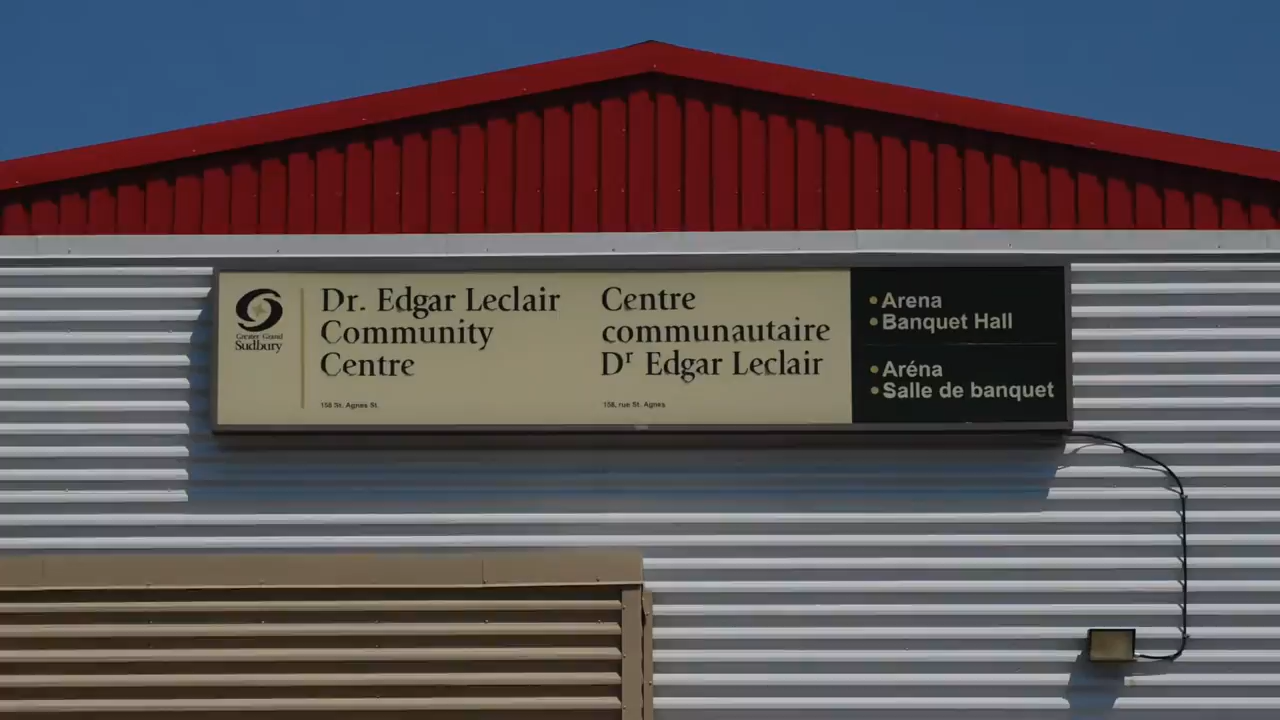 Greater Grand
Sudbury
Dr. Edgar Leclair
Community
Centre
158 St. Agnes St.
Centre
communautaire
Dʳ Edgar Leclair
158, rue St. Agnes
• Arena
• Banquet Hall
• Aréna
• Salle de banquet